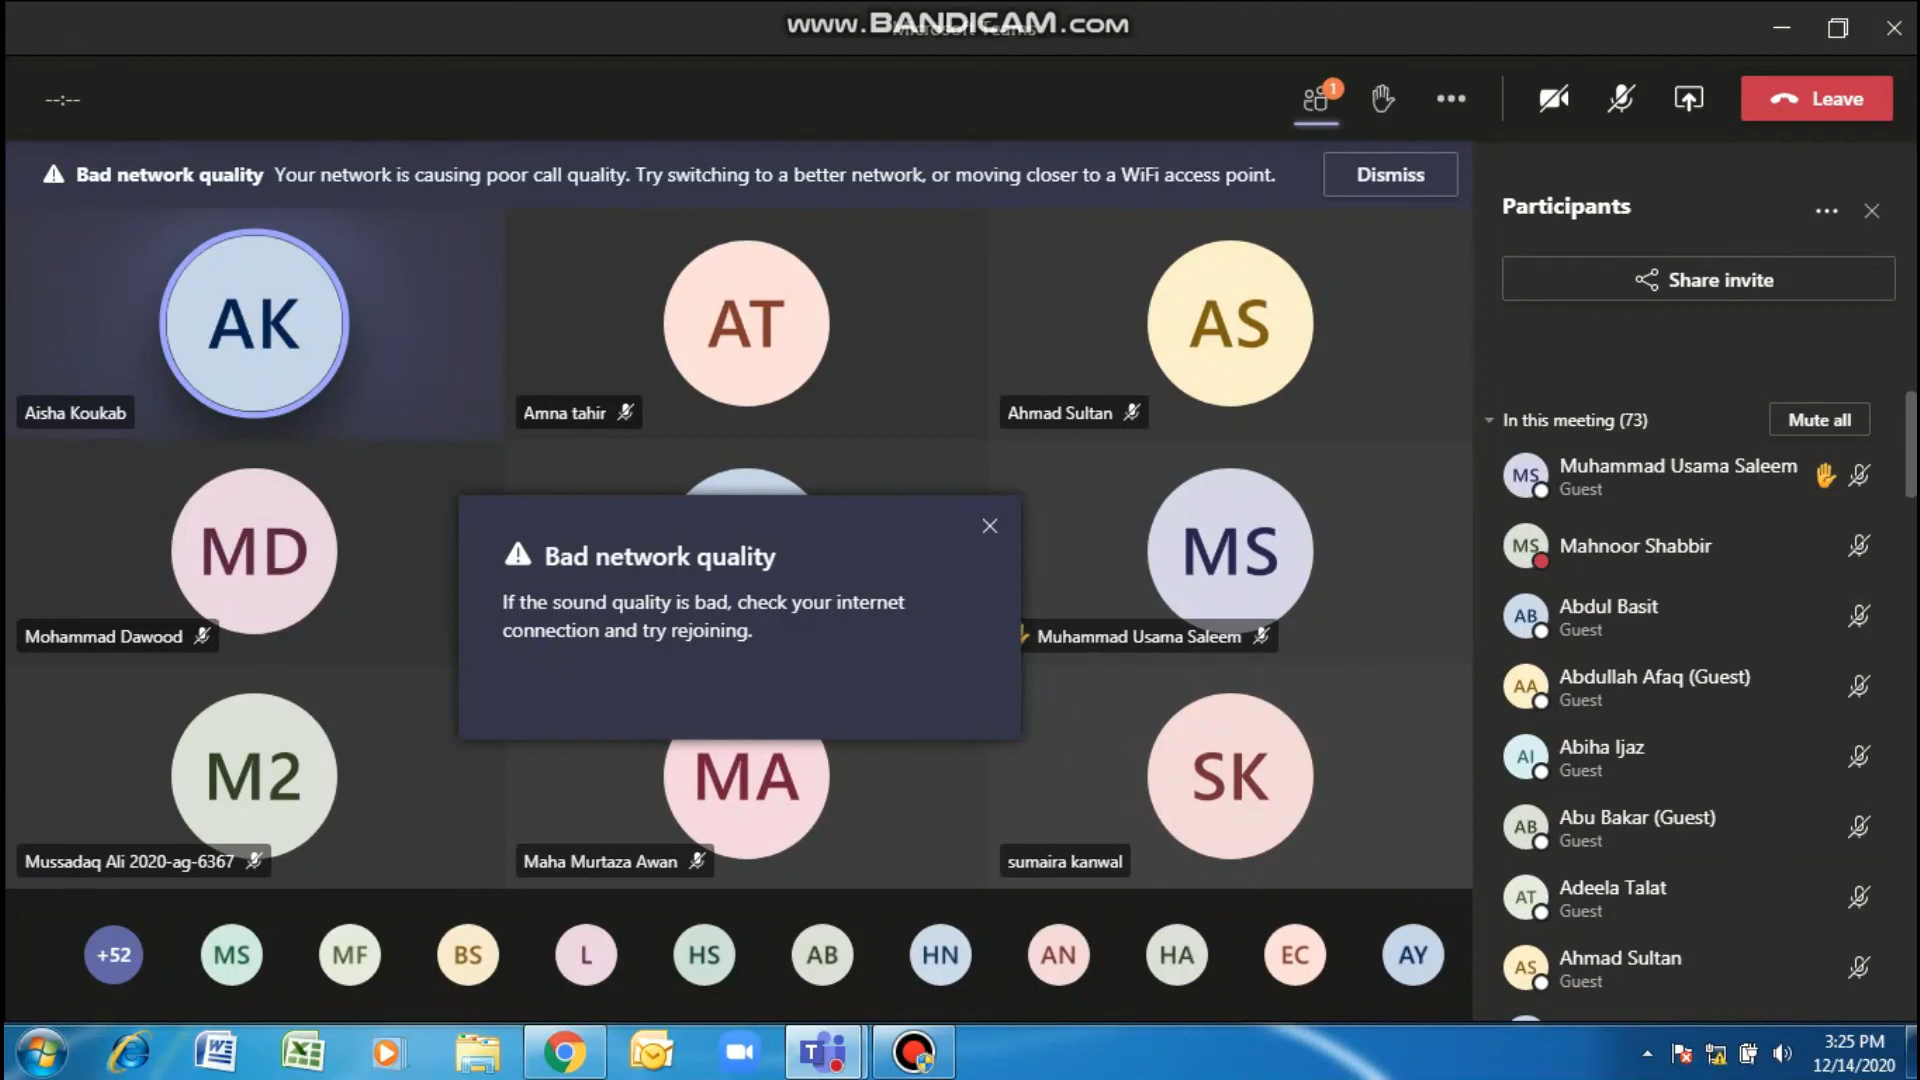 www.BANDICAM.com
Microsoft Teams
--:--
1
Leave
Bad network quality Your network is causing poor call quality. Try switching to a better network, or moving closer to a WiFi access point.
Dismiss
AK
Aisha Koukab
AT
Amna tahir
AS
Ahmad Sultan
MD
Mohammad Dawood
MS
Muhammad Usama Saleem
Bad network quality
If the sound quality is bad, check your internet
connection and try rejoining.
M2
Mussadaq Ali 2020-ag-6367
MA
Maha Murtaza Awan
SK
sumaira kanwal
+52
MS
MF
BS
L
HS
AB
HN
AN
HA
EC
AY
Participants
Share invite
In this meeting (73)
Mute all
MS
Muhammad Usama Saleem
Guest
MS
Mahnoor Shabbir
AB
Abdul Basit
Guest
AA
Abdullah Afaq (Guest)
Guest
AI
Abiha Ijaz
Guest
AB
Abu Bakar (Guest)
Guest
AT
Adeela Talat
Guest
AS
Ahmad Sultan
Guest
3:25 PM
12/14/2020